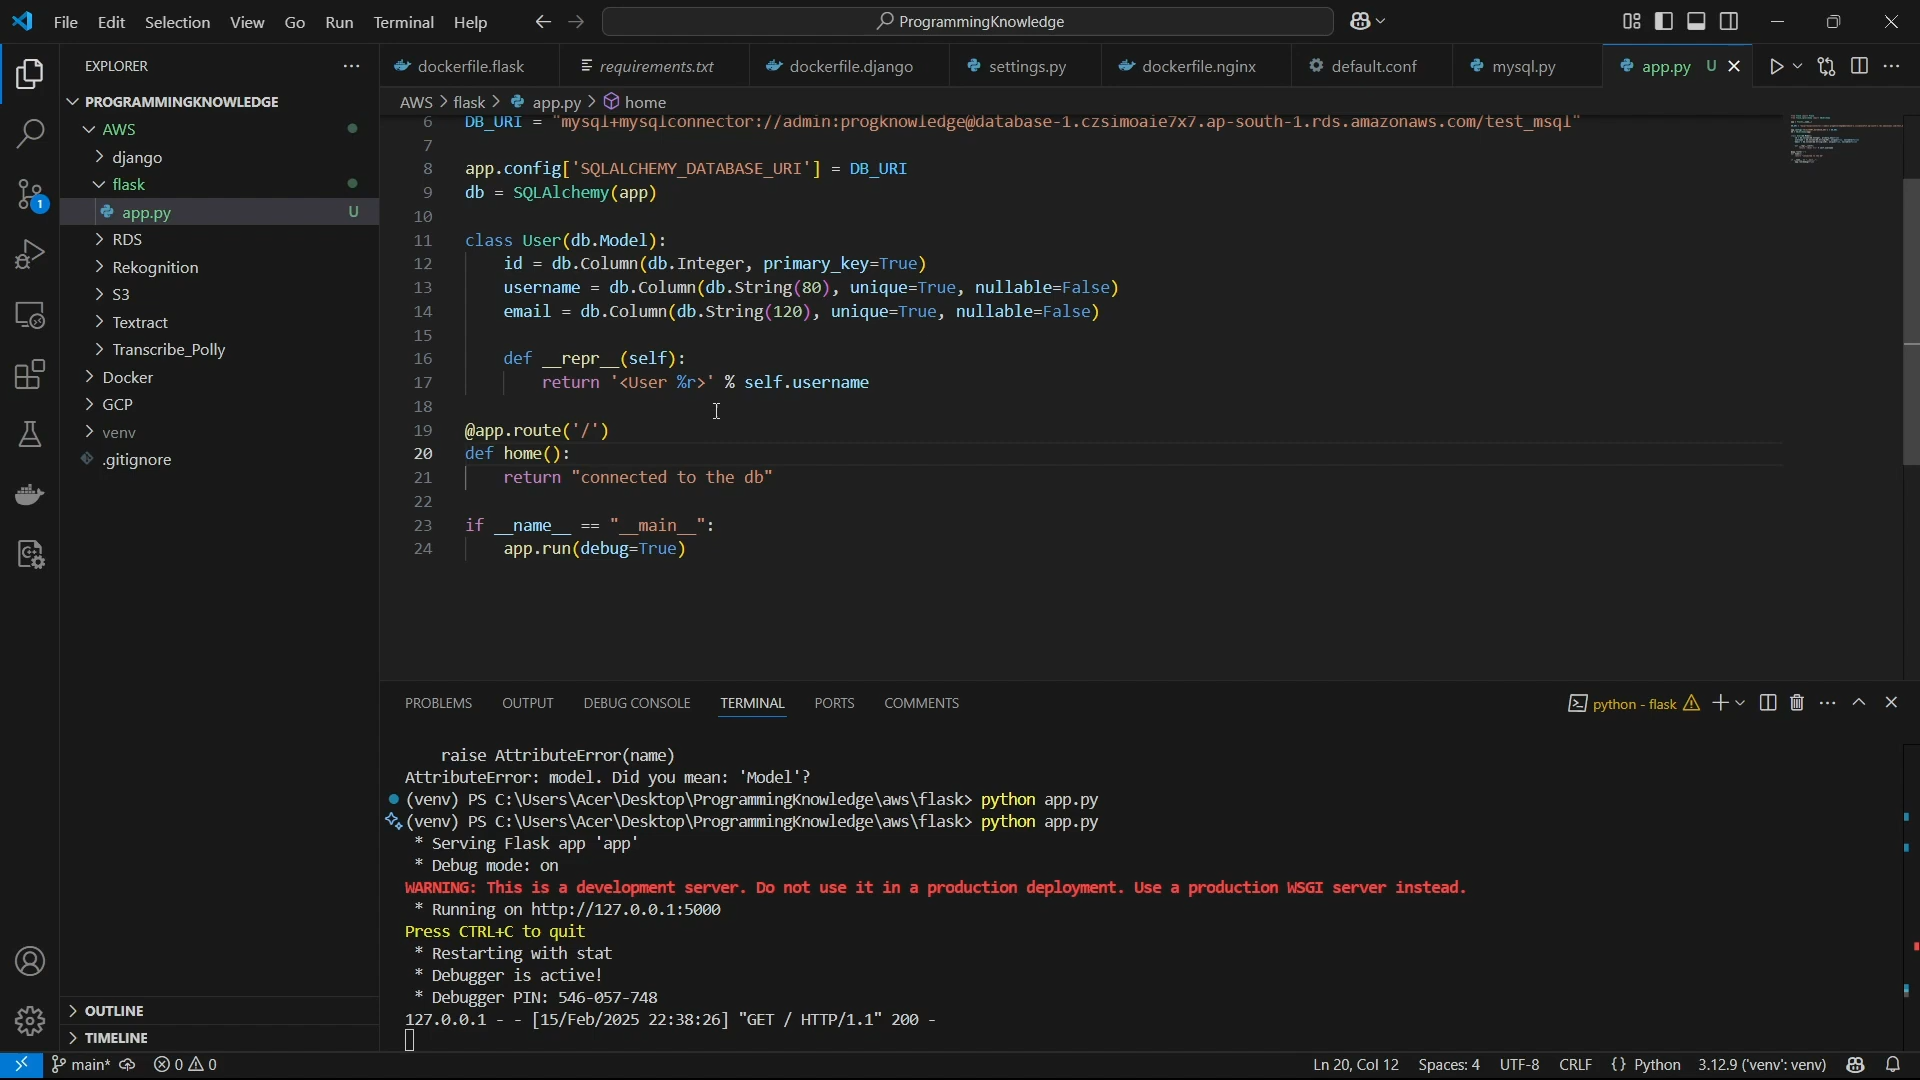 File Edit Selection View Go Run Terminal Help
ProgrammingKnowledge
EXPLORER
dockerfile.flask
requirements.txt
dockerfile.django
settings.py
dockerfile.nginx
default.conf
mysql.py
app.py U
PROGRAMMINGKNOWLEDGE
AWS
django
flask
app.py U
RDS
Rekognition
S3
Textract
Transcribe_Polly
Docker
GCP
venv
.gitignore
OUTLINE
TIMELINE
1
AWS > flask > app.py > home
6 DB_URI = "mysql+mysqlconnector://admin:progknowledge@database-1.czsimoaie7x7.ap-south-1.rds.amazonaws.com/test_msql"
7
8 app.config['SQLALCHEMY_DATABASE_URI'] = DB_URI
9 db = SQLAlchemy(app)
10
11 class User(db.Model):
12 id = db.Column(db.Integer, primary_key=True)
13 username = db.Column(db.String(80), unique=True, nullable=False)
14 email = db.Column(db.String(120), unique=True, nullable=False)
15
16 def __repr__(self):
17 return '<User %r>' % self.username
18
19 @app.route('/')
20 def home():
21 return "connected to the db"
22
23 if __name__ == "__main__":
24 app.run(debug=True)
PROBLEMS OUTPUT DEBUG CONSOLE TERMINAL PORTS COMMENTS
python - flask
raise AttributeError(name)
AttributeError: model. Did you mean: 'Model'?
(venv) PS C:\Users\Acer\Desktop\ProgrammingKnowledge\aws\flask> python app.py
(venv) PS C:\Users\Acer\Desktop\ProgrammingKnowledge\aws\flask> python app.py
* Serving Flask app 'app'
* Debug mode: on
WARNING: This is a development server. Do not use it in a production deployment. Use a production WSGI server instead.
* Running on http://127.0.0.1:5000
Press CTRL+C to quit
* Restarting with stat
* Debugger is active!
* Debugger PIN: 546-057-748
127.0.0.1 - - [15/Feb/2025 22:38:26] "GET / HTTP/1.1" 200 -
main* 0 0
Ln 20, Col 12 Spaces: 4 UTF-8 CRLF {} Python 3.12.9 ('venv': venv)